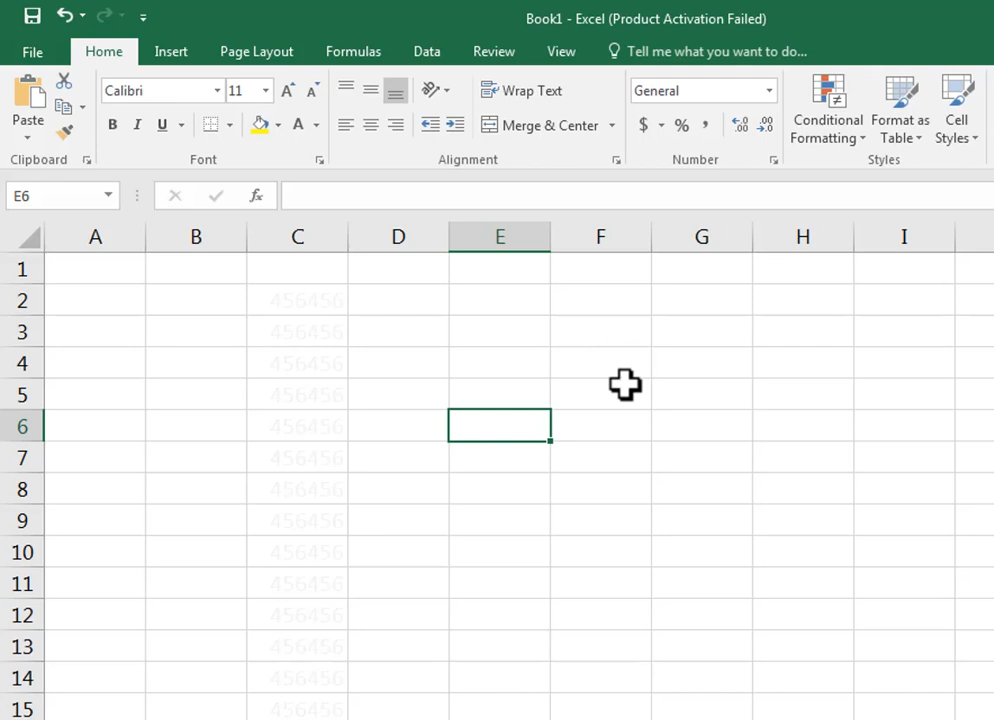 Book1 - Excel (Product Activation Failed)
File Home Insert Page Layout Formulas Data Review View Tell me what you want to do...
Calibri 11 Wrap Text General
Paste B I U A Merge & Center $ % , .00 .0 Conditional Formatting Format as Table Cell Styles
Clipboard Font Alignment Number Styles
E6 fx
A B C D E F G H I
1
2 456456
3 456456
4 456456
5 456456
6 456456
7 456456
8 456456
9 456456
10 456456
11 456456
12 456456
13 456456
14 456456
15 456456